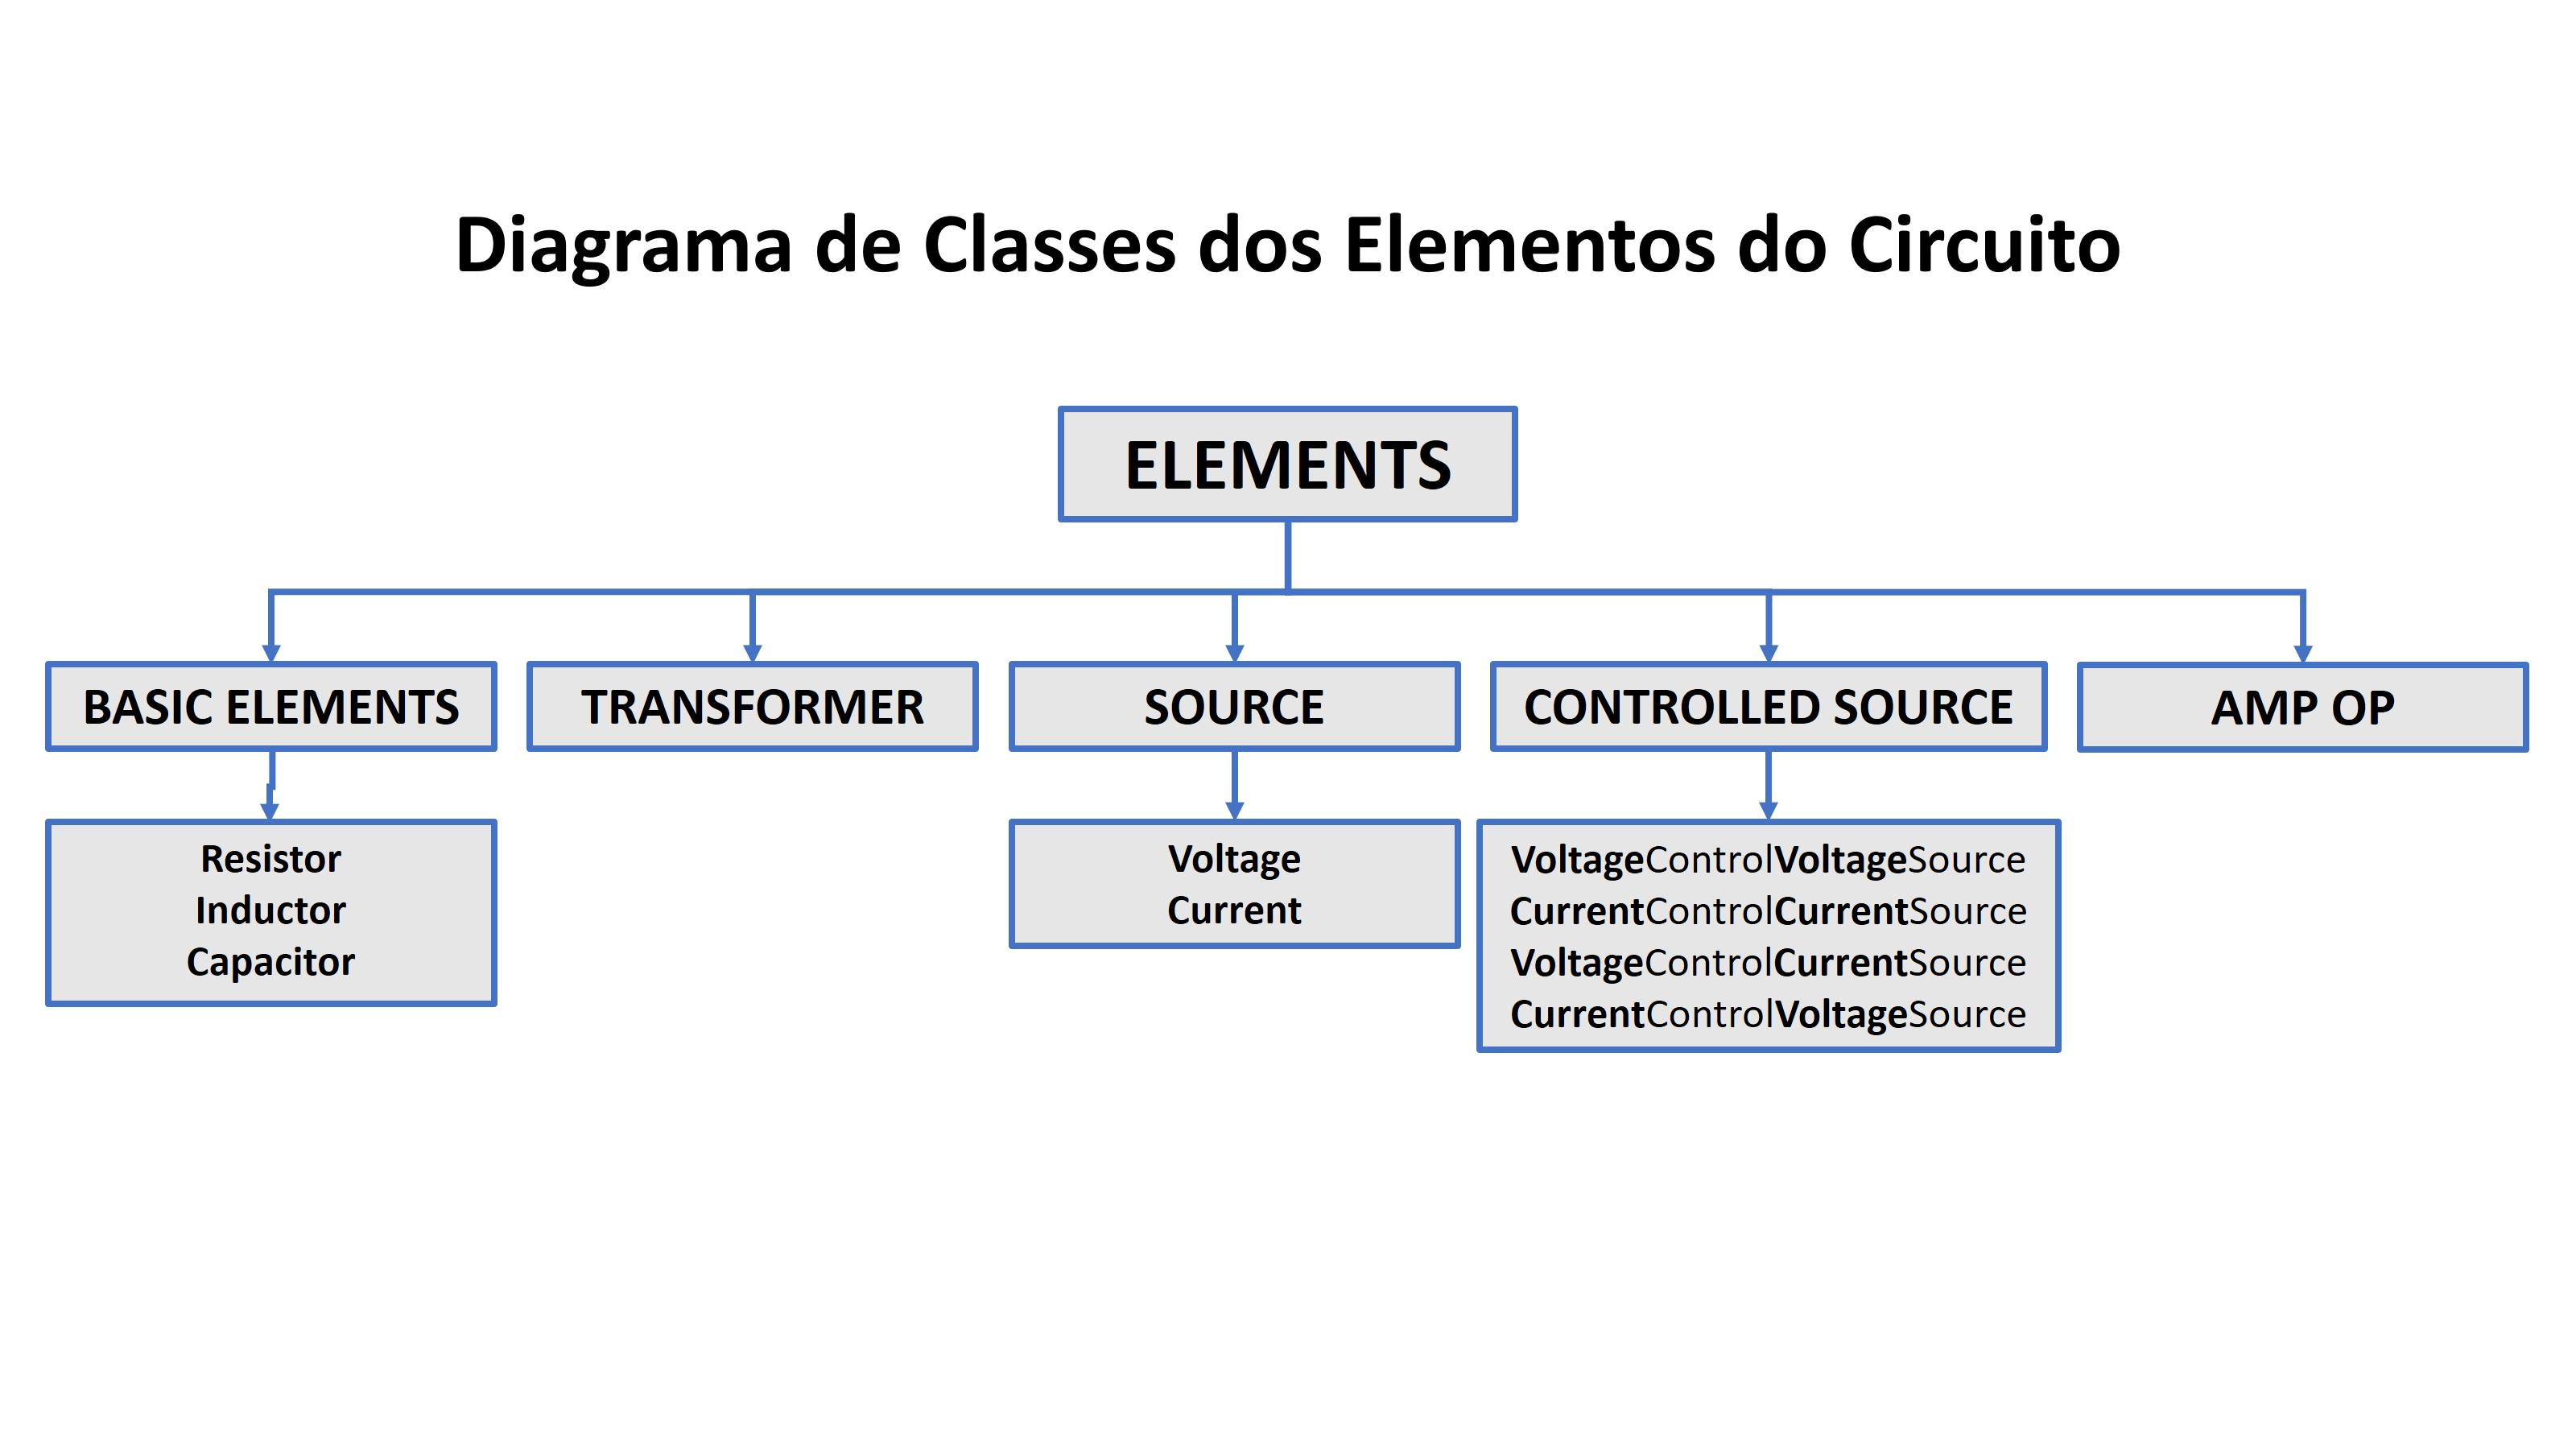 Diagrama de Classes dos Elementos do Circuito
ELEMENTS
BASIC ELEMENTS
TRANSFORMER
SOURCE
CONTROLLED SOURCE
AMP OP
Resistor
Inductor
Capacitor
Voltage
Current
VoltageControlVoltageSource
CurrentControlCurrentSource
VoltageControlCurrentSource
CurrentControlVoltageSource